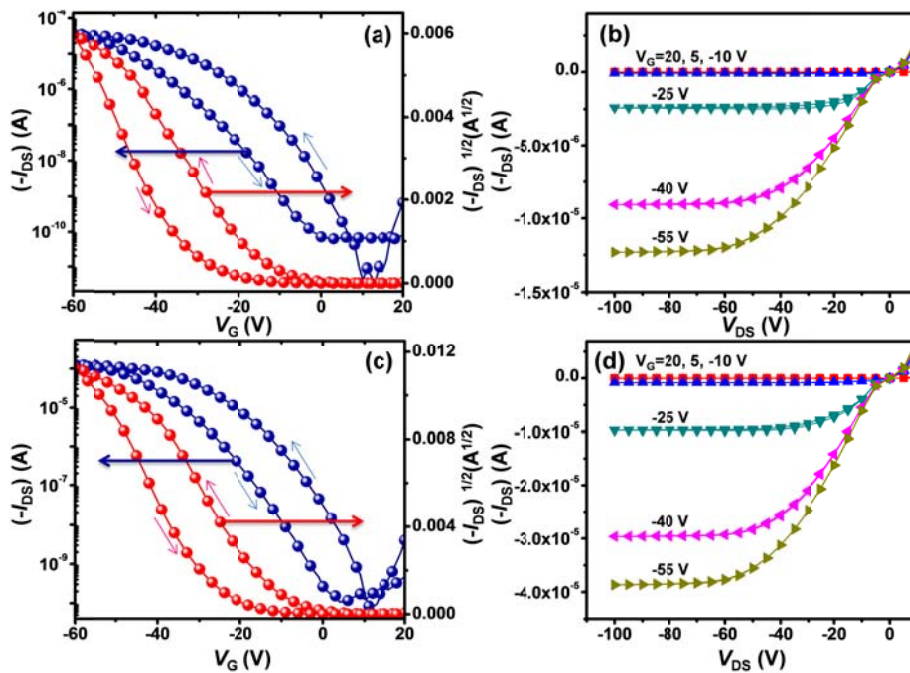 (a)
10⁻⁴
10⁻⁶
10⁻⁸
10⁻¹⁰
(-I_DS) (A)
0.006
0.004
0.002
0.000
(-I_DS)^1/2(A^1/2)
-60 -40 -20 0 20
V_G (V)
(b)
V_G=20, 5, -10 V
-25 V
-40 V
-55 V
0.0
-5.0x10⁻⁶
-1.0x10⁻⁵
-1.5x10⁻⁵
(-I_DS) (A)
-100 -80 -60 -40 -20 0
V_DS (V)
(c)
10⁻⁵
10⁻⁷
10⁻⁹
(-I_DS) (A)
0.012
0.008
0.004
0.000
(-I_DS)^1/2(A^1/2)
-60 -40 -20 0 20
V_G (V)
(d)
V_G=20, 5, -10 V
-25 V
-40 V
-55 V
0.0
-1.0x10⁻⁵
-2.0x10⁻⁵
-3.0x10⁻⁵
-4.0x10⁻⁵
(-I_DS) (A)
-100 -80 -60 -40 -20 0
V_DS (V)